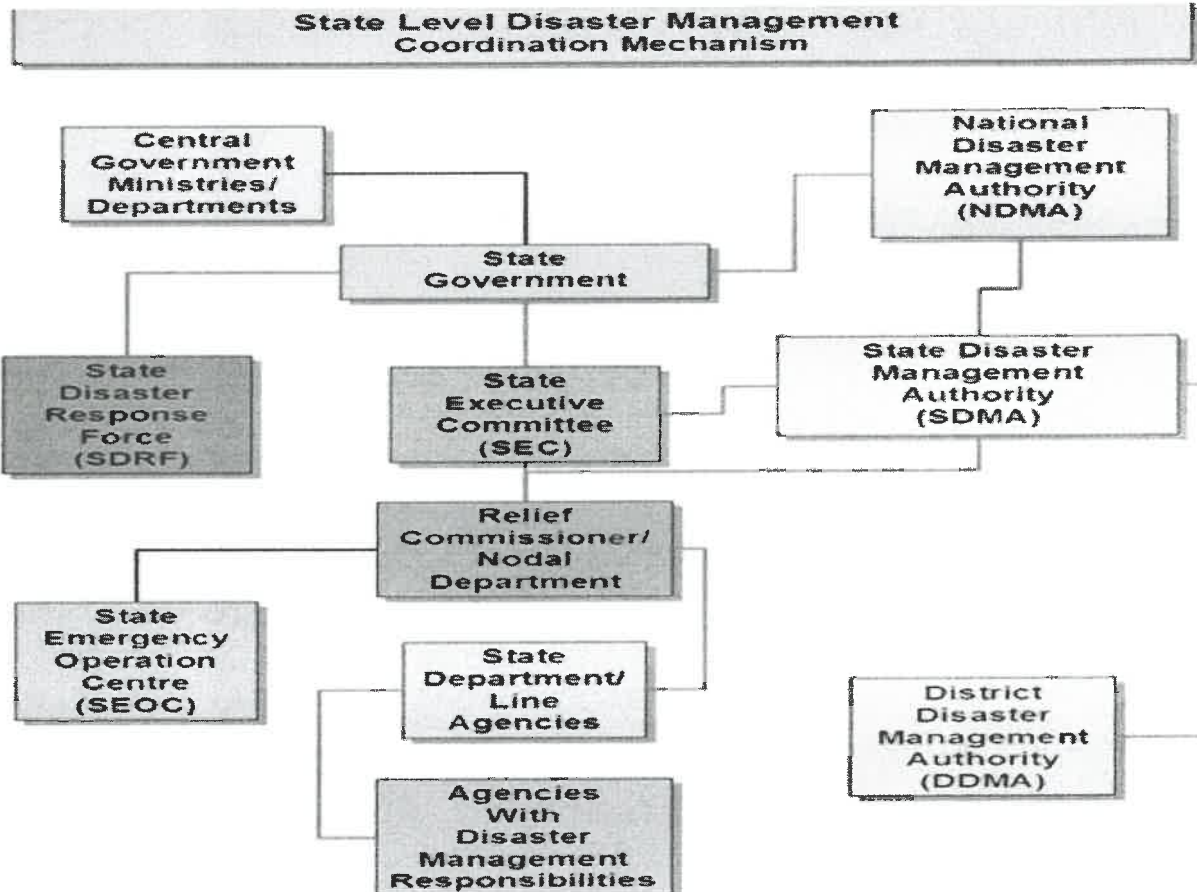 State Level Disaster Management
Coordination Mechanism
Central
Government
Ministries/
Departments
National
Disaster
Management
Authority
(NDMA)
State
Government
State
Disaster
Response
Force
(SDRF)
State
Executive
Committee
(SEC)
State Disaster
Management
Authority
(SDMA)
Relief
Commissioner/
Nodal
Department
State
Emergency
Operation
Centre
(SEOC)
State
Department/
Line
Agencies
District
Disaster
Management
Authority
(DDMA)
Agencies
With
Disaster
Management
Responsibilities